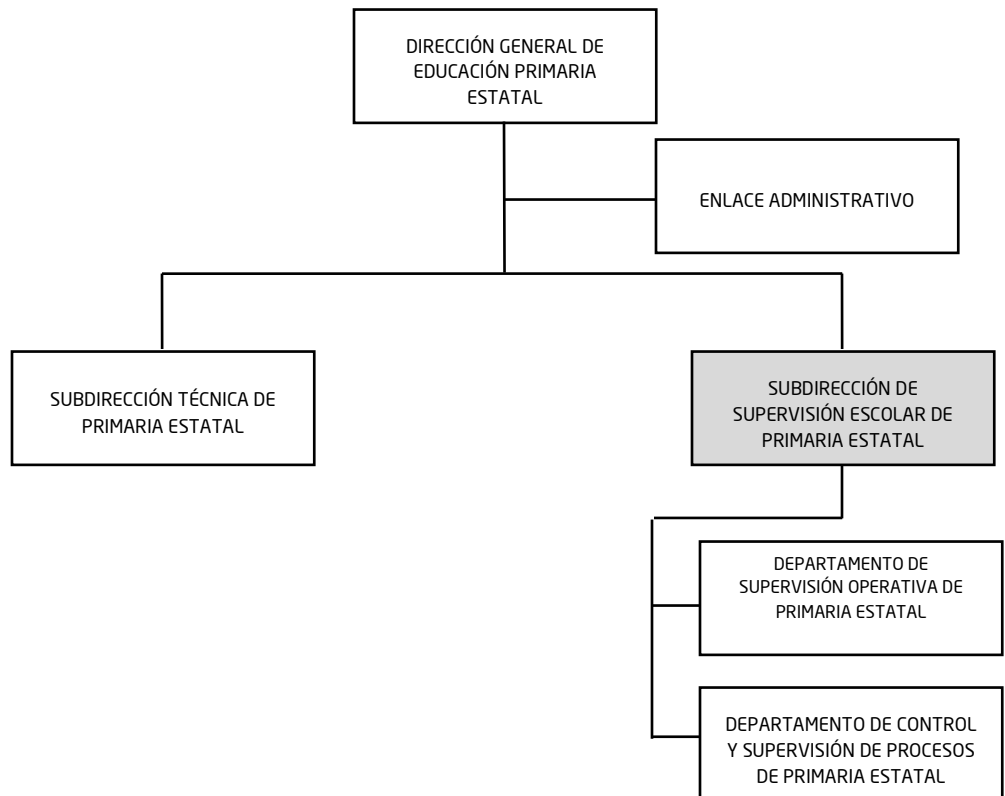 DIRECCIÓN GENERAL DE
EDUCACIÓN PRIMARIA
ESTATAL
ENLACE ADMINISTRATIVO
SUBDIRECCIÓN TÉCNICA DE
PRIMARIA ESTATAL
SUBDIRECCIÓN DE
SUPERVISIÓN ESCOLAR DE
PRIMARIA ESTATAL
DEPARTAMENTO DE
SUPERVISIÓN OPERATIVA DE
PRIMARIA ESTATAL
DEPARTAMENTO DE CONTROL
Y SUPERVISIÓN DE PROCESOS
DE PRIMARIA ESTATAL